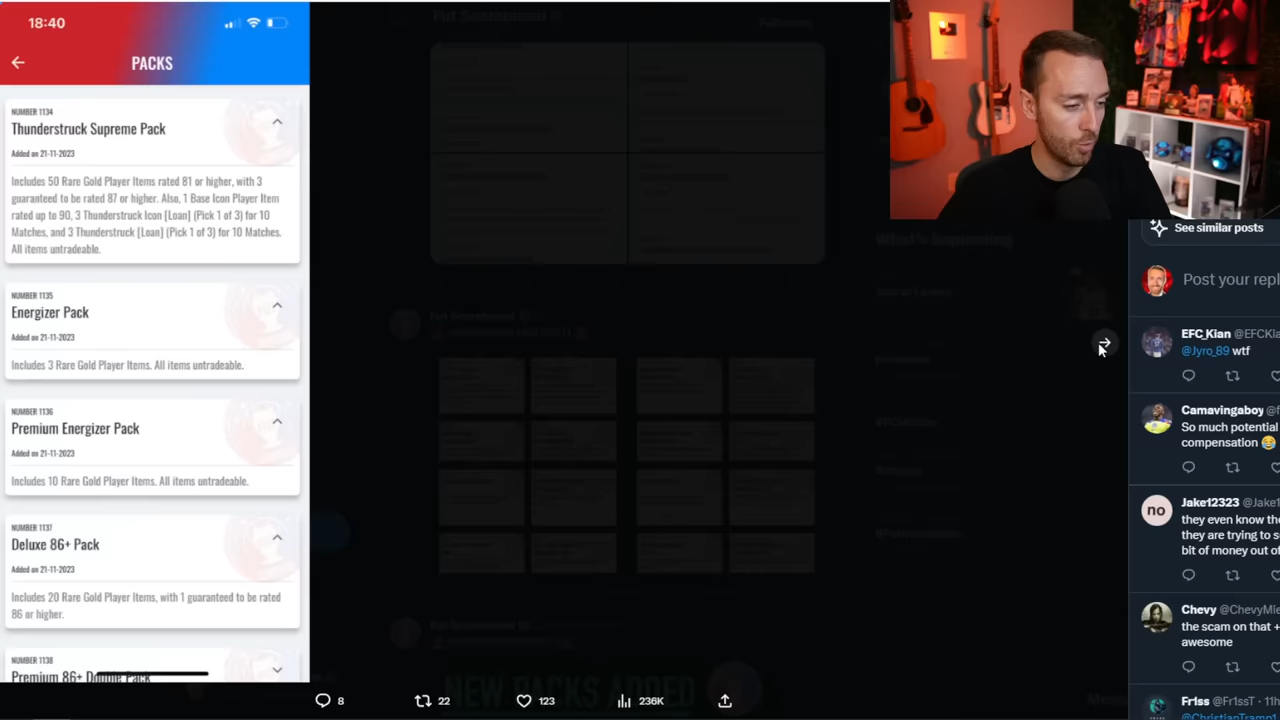 18:40
PACKS
NUMBER 1134
Thunderstruck Supreme Pack
Added on 21-11-2023
Includes 50 Rare Gold Player Items rated 81 or higher, with 3
guaranteed to be rated 87 or higher. Also, 1 Base Icon Player Item
rated up to 90, 3 Thunderstruck Icon [Loan] (Pick 1 of 3) for 10
Matches, and 3 Thunderstruck [Loan] (Pick 1 of 3) for 10 Matches.
All items untradeable.
NUMBER 1135
Energizer Pack
Added on 21-11-2023
Includes 3 Rare Gold Player Items. All items untradeable.
NUMBER 1136
Premium Energizer Pack
Added on 21-11-2023
Includes 10 Rare Gold Player Items. All items untradeable.
NUMBER 1137
Deluxe 86+ Pack
Added on 21-11-2023
Includes 20 Rare Gold Player Items, with 1 guaranteed to be rated
86 or higher.
NUMBER 1138
Premium 86+ Double Pack
NEW PACKS ADDED
8
22
123
236K
See similar posts
Post your repl
EFC_Kian @EFCKia
@Jyro_89 wtf
Camavingaboy @f
So much potential
compensation 😂
no
Jake12323 @Jake1
they even know the
they are trying to s
bit of money out of
Chevy @ChevyMle
the scam on that +
awesome
Fr1ss @Fr1ssT · 11h
@ChristianTramp1